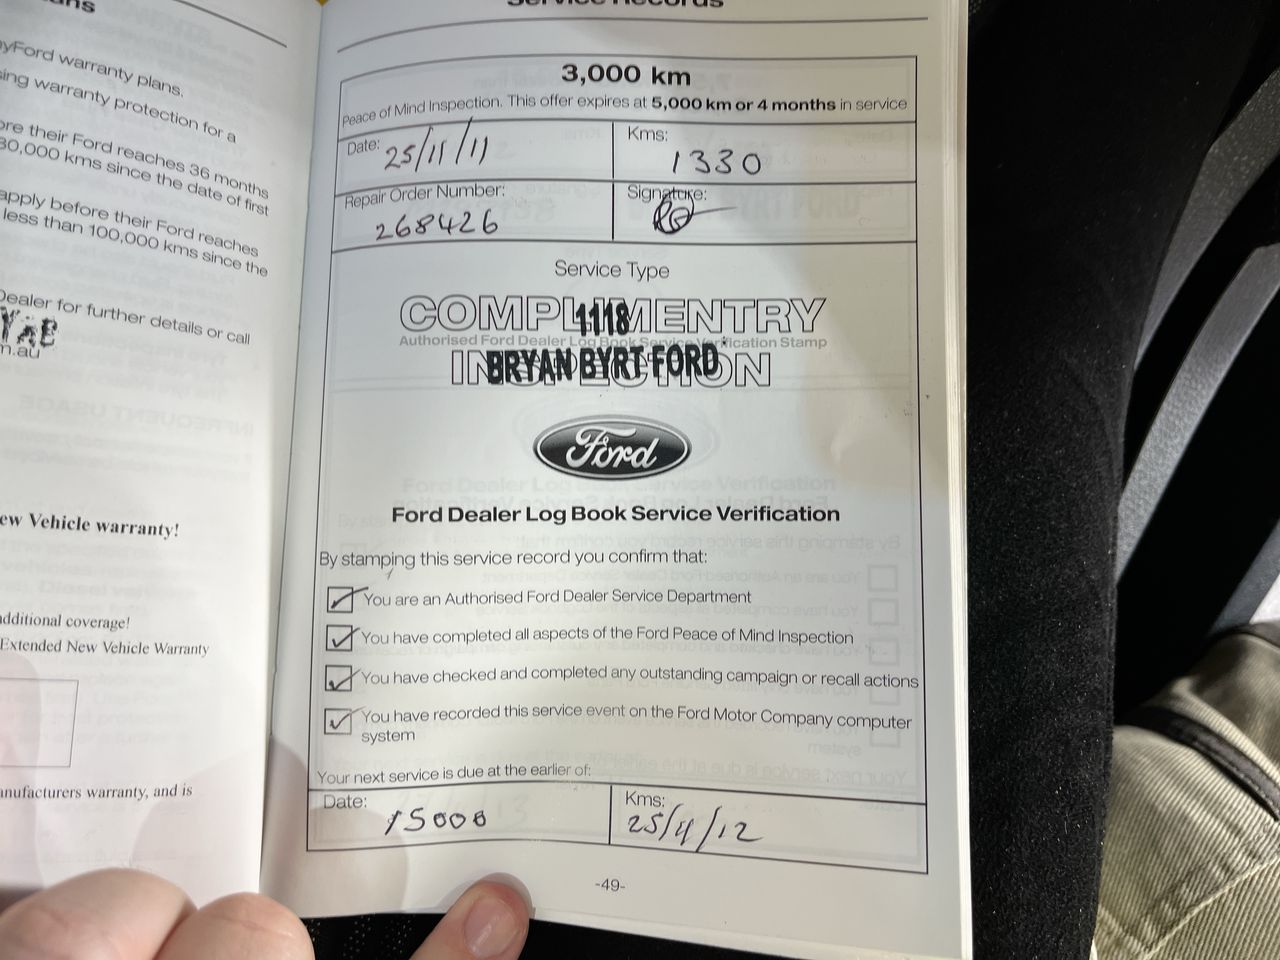 ans
yFord warranty plans.
ing warranty protection for a
ore their Ford reaches 36 months
30,000 kms since the date of first
apply before their Ford reaches
less than 100,000 kms since the
Dealer for further details or call
m.au
ew Vehicle warranty!
additional coverage!
Extended New Vehicle Warranty
anufacturers warranty, and is
Service Records
3,000 km
Peace of Mind Inspection. This offer expires at 5,000 km or 4 months in service
Date: 25/11/11 Kms: 1330
Repair Order Number: 268426 Signature:
Service Type
COMPLIMENTRY
1118
Authorised Ford Dealer Log Book Service Verification Stamp
INSPECTION
BRYAN BYRT FORD
Ford
Ford Dealer Log Book Service Verification
By stamping this service record you confirm that:
You are an Authorised Ford Dealer Service Department
You have completed all aspects of the Ford Peace of Mind Inspection
You have checked and completed any outstanding campaign or recall actions
You have recorded this service event on the Ford Motor Company computer
system
Your next service is due at the earlier of:
Date: 15000 Kms: 25/4/12
-49-